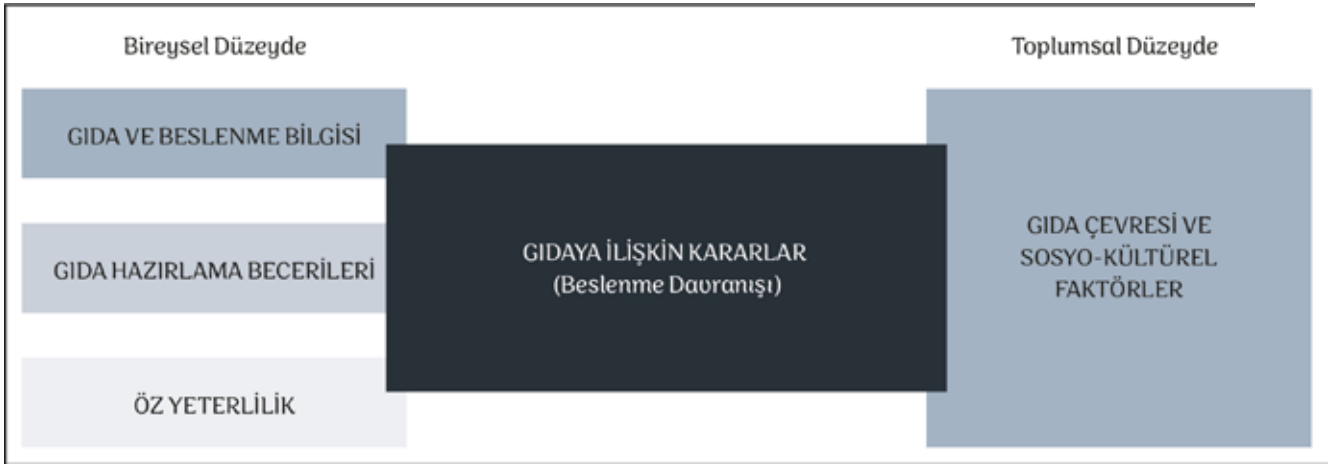 Bireysel Düzeyde
Toplumsal Düzeyde
GIDA VE BESLENME BİLGİSİ
GIDA HAZIRLAMA BECERİLERİ
ÖZ YETERLİLİK
GIDAYA İLİŞKİN KARARLAR
(Beslenme Davranışı)
GIDA ÇEVRESİ VE
SOSYO-KÜLTÜREL
FAKTÖRLER